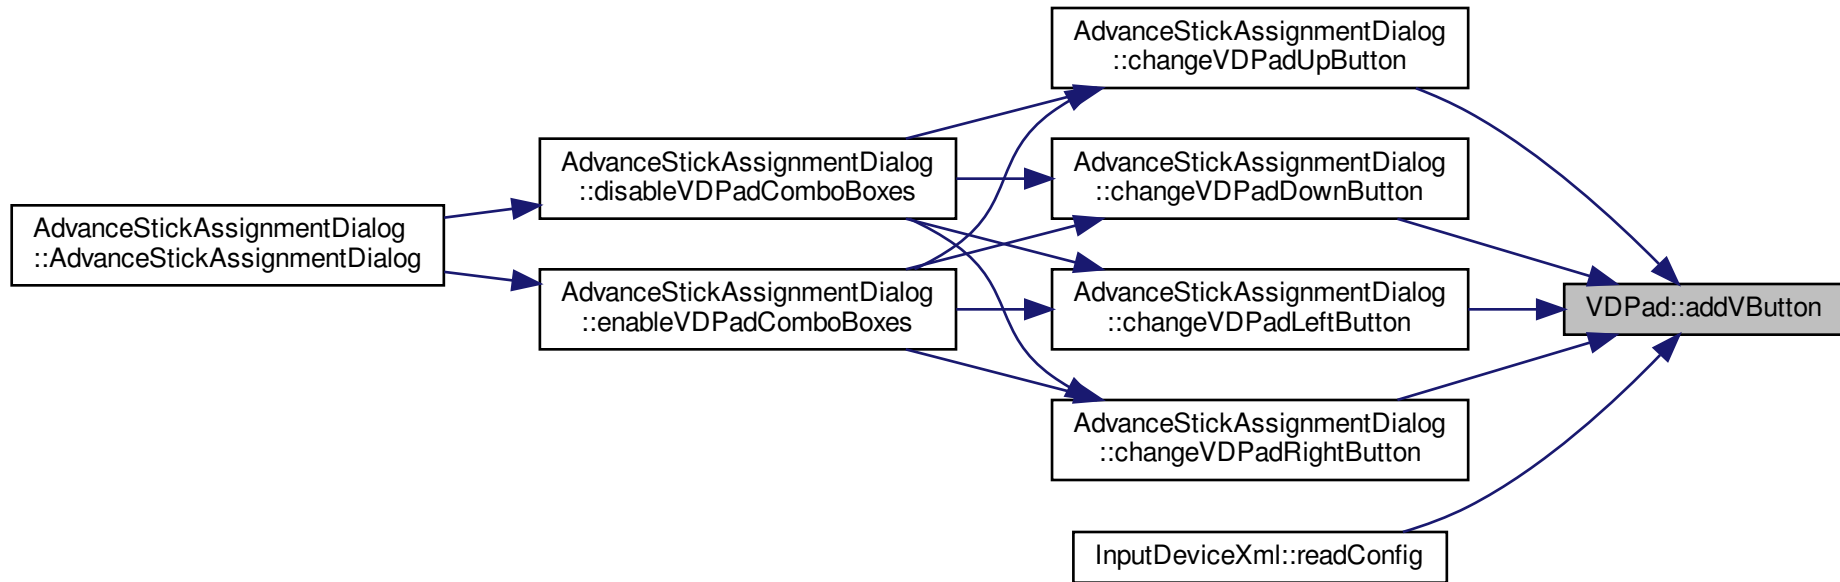 AdvanceStickAssignmentDialog
::AdvanceStickAssignmentDialog
AdvanceStickAssignmentDialog
::disableVDPadComboBoxes
AdvanceStickAssignmentDialog
::enableVDPadComboBoxes
AdvanceStickAssignmentDialog
::changeVDPadUpButton
AdvanceStickAssignmentDialog
::changeVDPadDownButton
AdvanceStickAssignmentDialog
::changeVDPadLeftButton
AdvanceStickAssignmentDialog
::changeVDPadRightButton
InputDeviceXml::readConfig
VDPad::addVButton